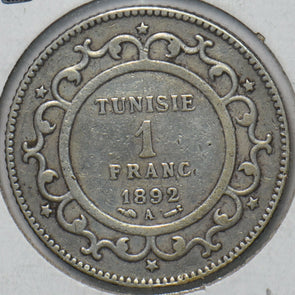 TUNISIE
1
FRANC.
1892
A